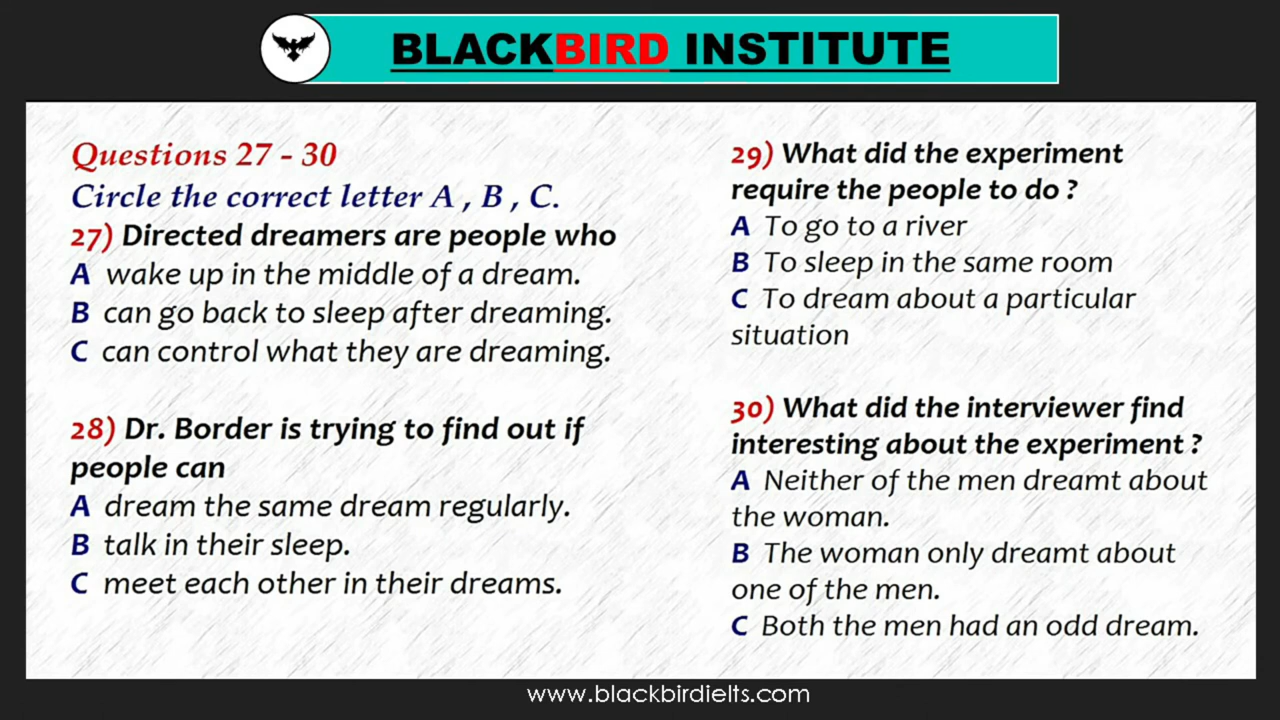 BLACKBIRD INSTITUTE
Questions 27 - 30
Circle the correct letter A , B , C.
27) Directed dreamers are people who
A wake up in the middle of a dream.
B can go back to sleep after dreaming.
C can control what they are dreaming.
28) Dr. Border is trying to find out if
people can
A dream the same dream regularly.
B talk in their sleep.
C meet each other in their dreams.
29) What did the experiment
require the people to do ?
A To go to a river
B To sleep in the same room
C To dream about a particular
situation
30) What did the interviewer find
interesting about the experiment ?
A Neither of the men dreamt about
the woman.
B The woman only dreamt about
one of the men.
C Both the men had an odd dream.
www.blackbirdielts.com